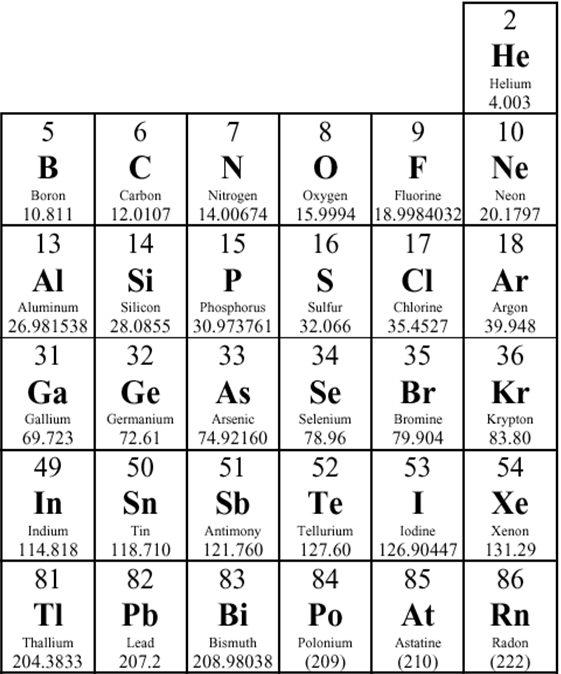 2
He
Helium
4.003
5 6 7 8 9 10
B C N O F Ne
Boron Carbon Nitrogen Oxygen Fluorine Neon
10.811 12.0107 14.00674 15.9994 18.9984032 20.1797
13 14 15 16 17 18
Al Si P S Cl Ar
Aluminum Silicon Phosphorus Sulfur Chlorine Argon
26.981538 28.0855 30.973761 32.066 35.4527 39.948
31 32 33 34 35 36
Ga Ge As Se Br Kr
Gallium Germanium Arsenic Selenium Bromine Krypton
69.723 72.61 74.92160 78.96 79.904 83.80
49 50 51 52 53 54
In Sn Sb Te I Xe
Indium Tin Antimony Tellurium Iodine Xenon
114.818 118.710 121.760 127.60 126.90447 131.29
81 82 83 84 85 86
Tl Pb Bi Po At Rn
Thallium Lead Bismuth Polonium Astatine Radon
204.3833 207.2 208.98038 (209) (210) (222)